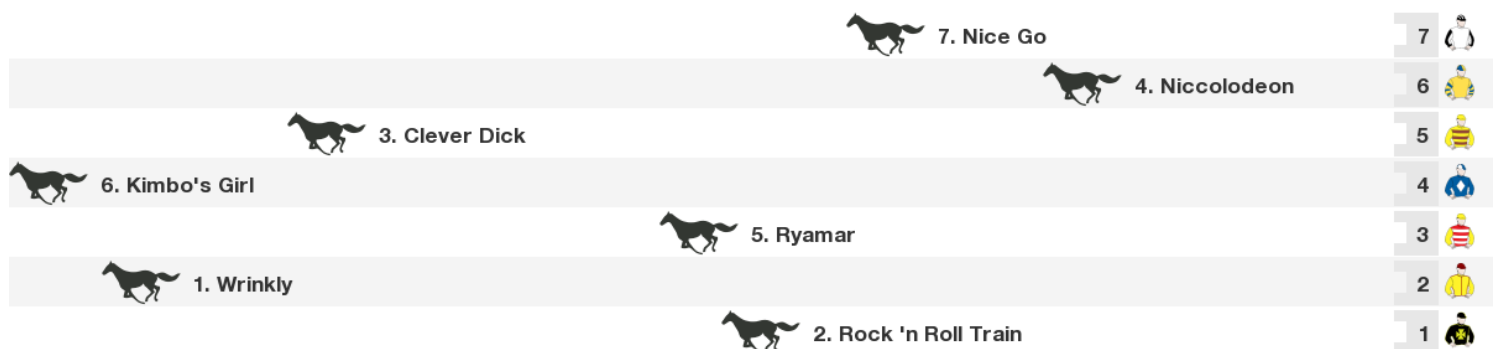 7. Nice Go 7
4. Niccolodeon 6
3. Clever Dick 5
6. Kimbo's Girl 4
5. Ryamar 3
1. Wrinkly 2
2. Rock 'n Roll Train 1